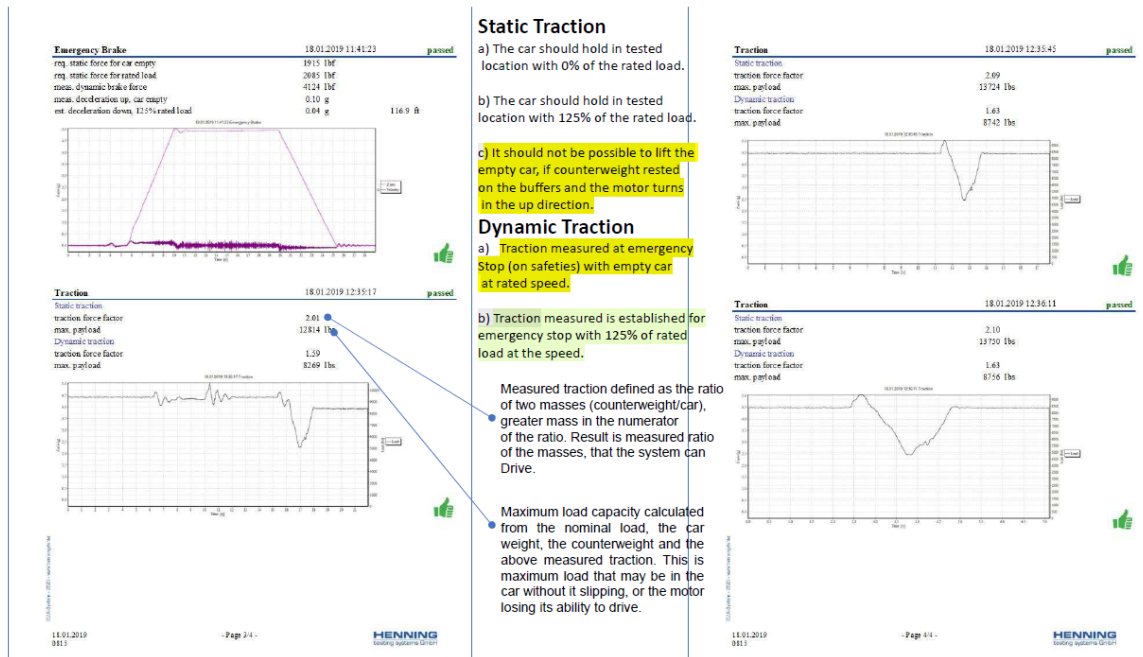 Emergency Brake 18.01.2019 11:41:23 passed
req. static force for car empty 1915 lbf
req. static force for rated load 2085 lbf
meas. dynamic brake force 4124 lbf
meas. deceleration up, car empty 0.10 g
est. deceleration down, 125% rated load 0.04 g 116.9 ft
Time [s]
Traction 18.01.2019 12:35:17 passed
Static traction
traction force factor 2.01
max. payload 12814 lbs
Dynamic traction
traction force factor 1.59
max. payload 8269 lbs
Time [s]
18.01.2019
0815
- Page 3/4 -
HENNING
testing systems GmbH
Static Traction
a) The car should hold in tested
location with 0% of the rated load.
b) The car should hold in tested
location with 125% of the rated load.
c) It should not be possible to lift the
empty car, if counterweight rested
on the buffers and the motor turns
in the up direction.
Dynamic Traction
a) Traction measured at emergency
Stop (on safeties) with empty car
at rated speed.
b) Traction measured is established for
emergency stop with 125% of rated
load at the speed.
Measured traction defined as the ratio
of two masses (counterweight/car),
greater mass in the numerator
of the ratio. Result is measured ratio
of the masses, that the system can
Drive.
Maximum load capacity calculated
from the nominal load, the car
weight, the counterweight and the
above measured traction. This is
maximum load that may be in the
car without it slipping, or the motor
losing its ability to drive.
Traction 18.01.2019 12:35:45 passed
Static traction
traction force factor 2.09
max. payload 13724 lbs
Dynamic traction
traction force factor 1.63
max. payload 8742 lbs
Time [s]
Traction 18.01.2019 12:36:11 passed
Static traction
traction force factor 2.10
max. payload 13750 lbs
Dynamic traction
traction force factor 1.63
max. payload 8756 lbs
Time [s]
18.01.2019
0815
- Page 4/4 -
HENNING
testing systems GmbH